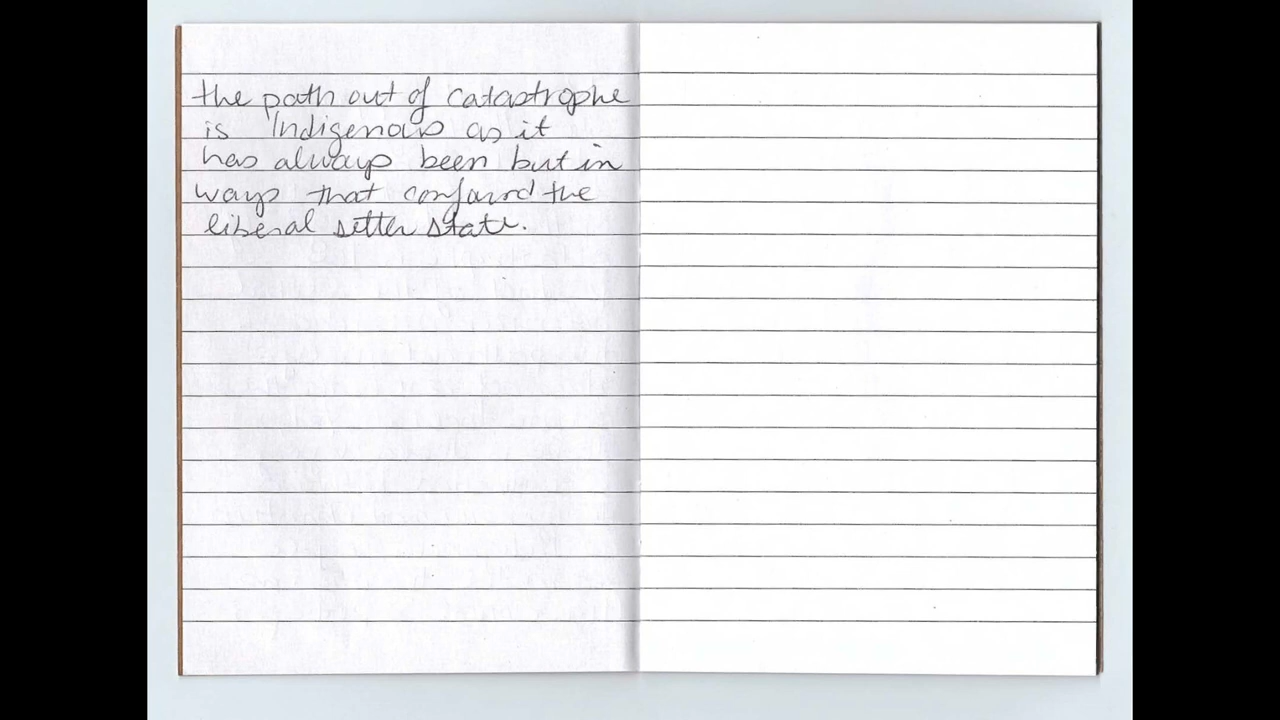 the path out of catastrophe
is Indigenous as it
has always been but in
ways that confound the
liberal settler state.